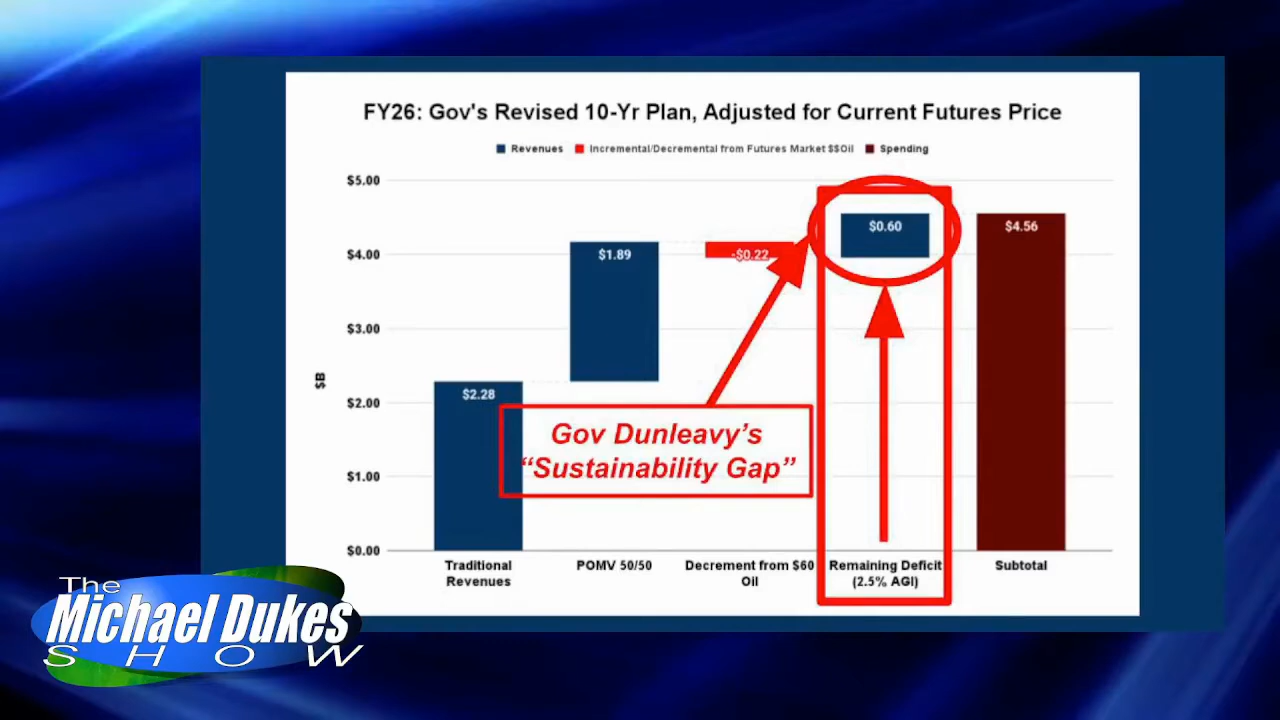 FY26: Gov's Revised 10-Yr Plan, Adjusted for Current Futures Price
Revenues Incremental/Decremental from Futures Market $$Oil Spending
$5.00
$4.00
$3.00
$2.00
$1.00
$0.00
$B
$2.28
$1.89
-$0.22
$0.60
$4.56
Gov Dunleavy’s
“Sustainability Gap”
Traditional
Revenues
POMV 50/50
Decrement from $60
Oil
Remaining Deficit
(2.5% AGI)
Subtotal
The
Michael Dukes
SHOW